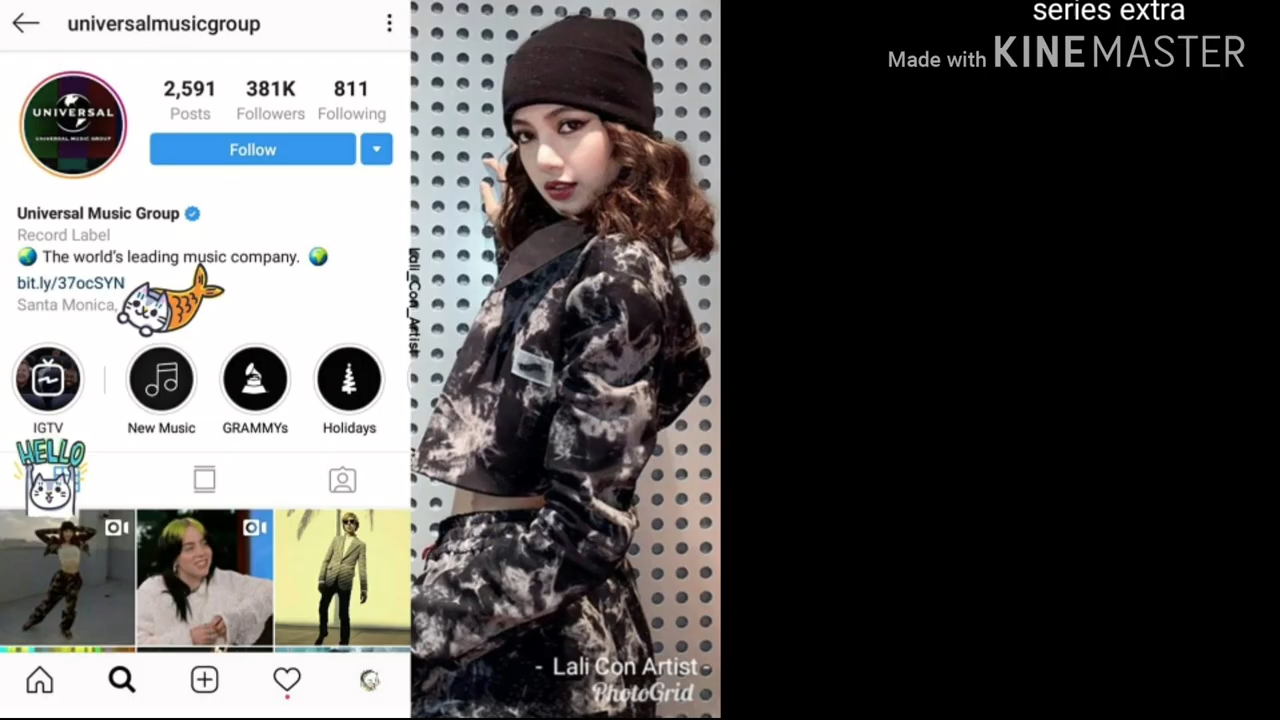 universalmusicgroup
UNIVERSAL
UNIVERSAL MUSIC GROUP
2,591 381K 811
Posts Followers Following
Follow
Universal Music Group
Record Label
The world's leading music company.
bit.ly/37ocSYN
Santa Monica,
IGTV New Music GRAMMYs Holidays
HELLO
Lali_Con_Artist
- Lali Con Artist -
PhotoGrid
series extra
Made with KINEMASTER